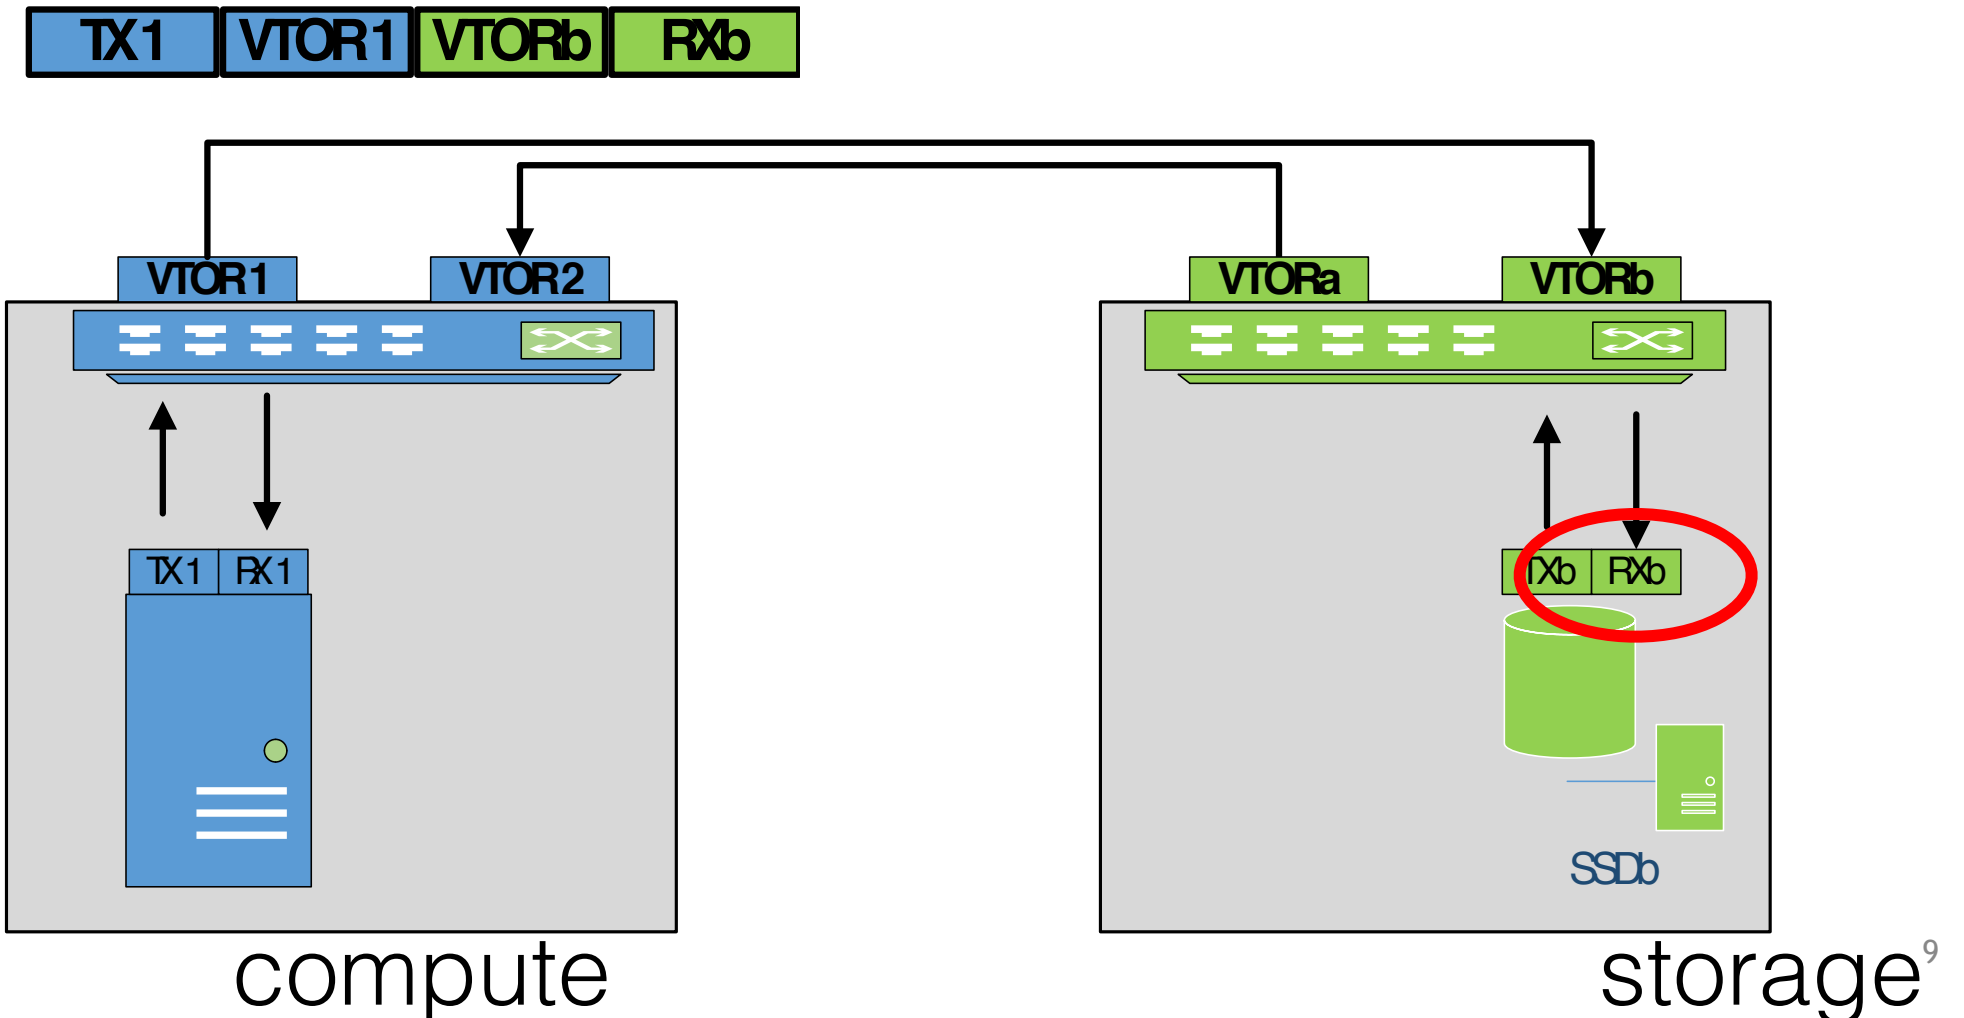 TX1 VTOR1 VTORb RXb
VTOR1 VTOR2 VTORa VTORb
TX1 RX1 TXb RXb
SSDb
compute storage 9